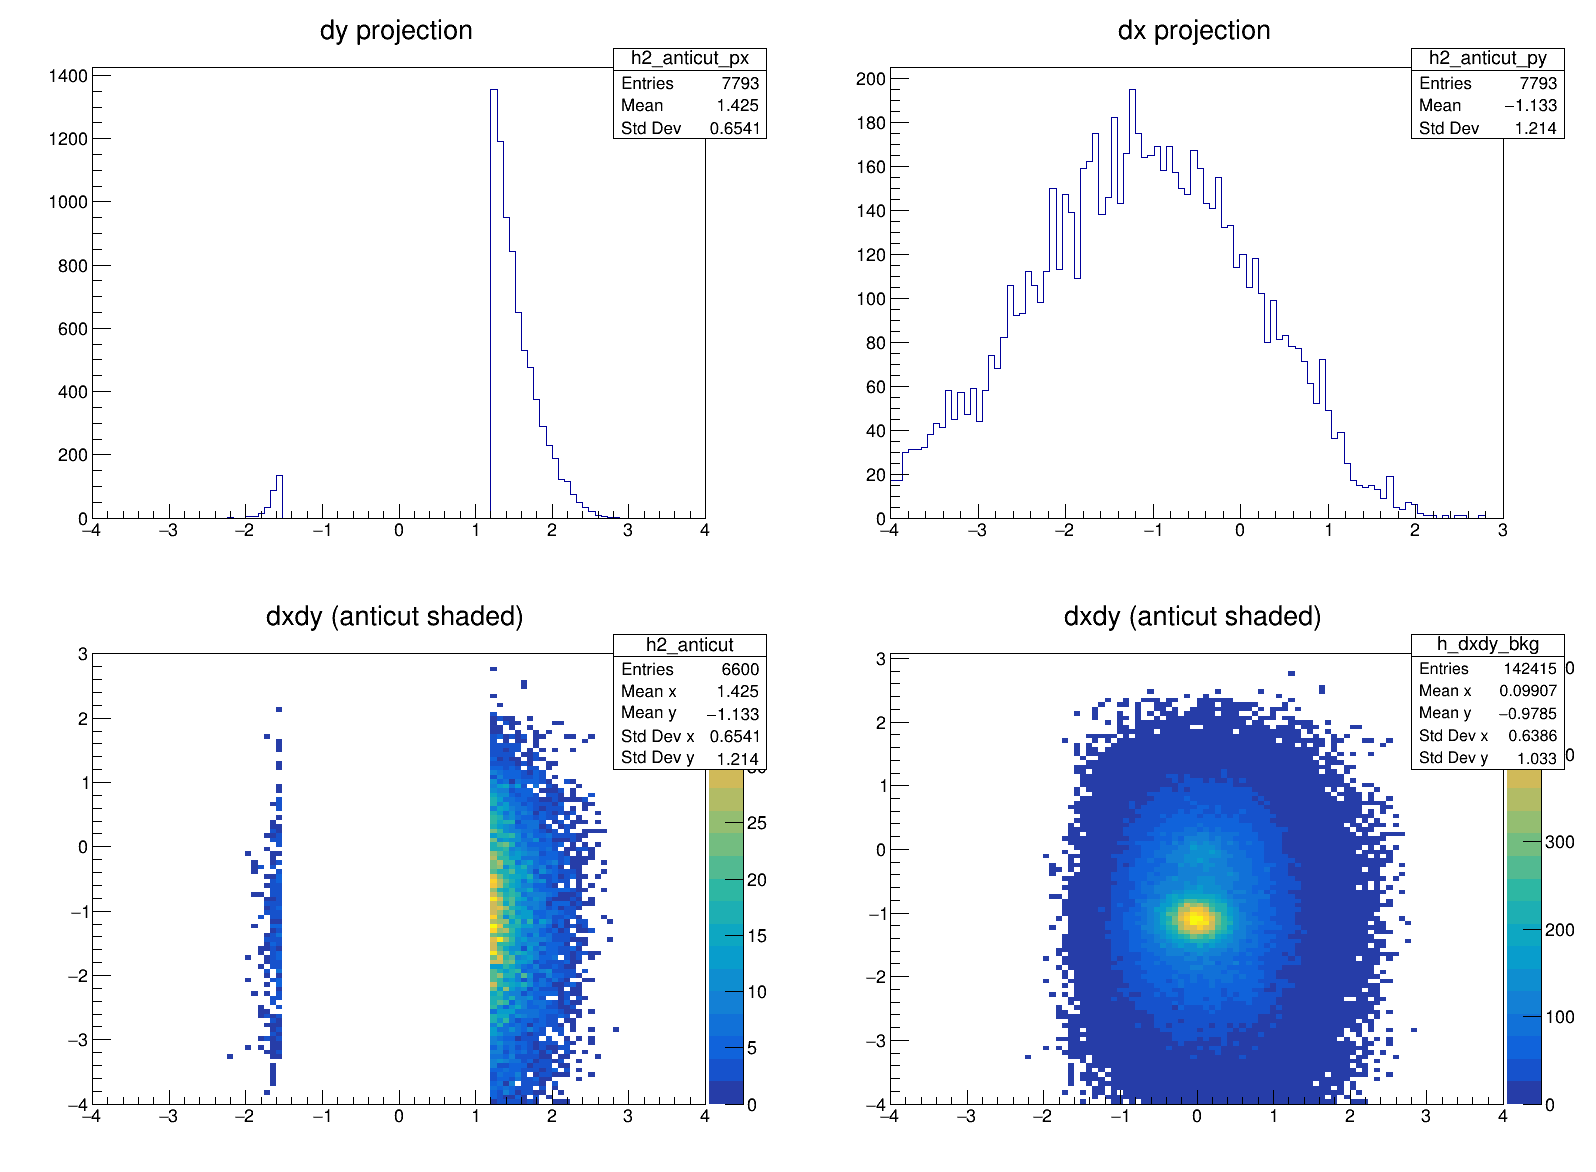 dy projection
h2_anticut_px
Entries 7793
Mean 1.425
Std Dev 0.6541
1400
1200
1000
800
600
400
200
0
−4 −3 −2 −1 0 1 2 3 4
dx projection
h2_anticut_py
Entries 7793
Mean −1.133
Std Dev 1.214
200
180
160
140
120
100
80
60
40
20
0
−4 −3 −2 −1 0 1 2 3
dxdy (anticut shaded)
h2_anticut
Entries 6600
Mean x 1.425
Mean y −1.133
Std Dev x 0.6541
Std Dev y 1.214
3
2
1
0
−1
−2
−3
−4
−4 −3 −2 −1 0 1 2 3 4
25
20
15
10
5
0
dxdy (anticut shaded)
h_dxdy_bkg
Entries 142415
Mean x 0.09907
Mean y −0.9785
Std Dev x 0.6386
Std Dev y 1.033
3
2
1
0
−1
−2
−3
−4
−4 −3 −2 −1 0 1 2 3 4
0
0
300
200
100
0